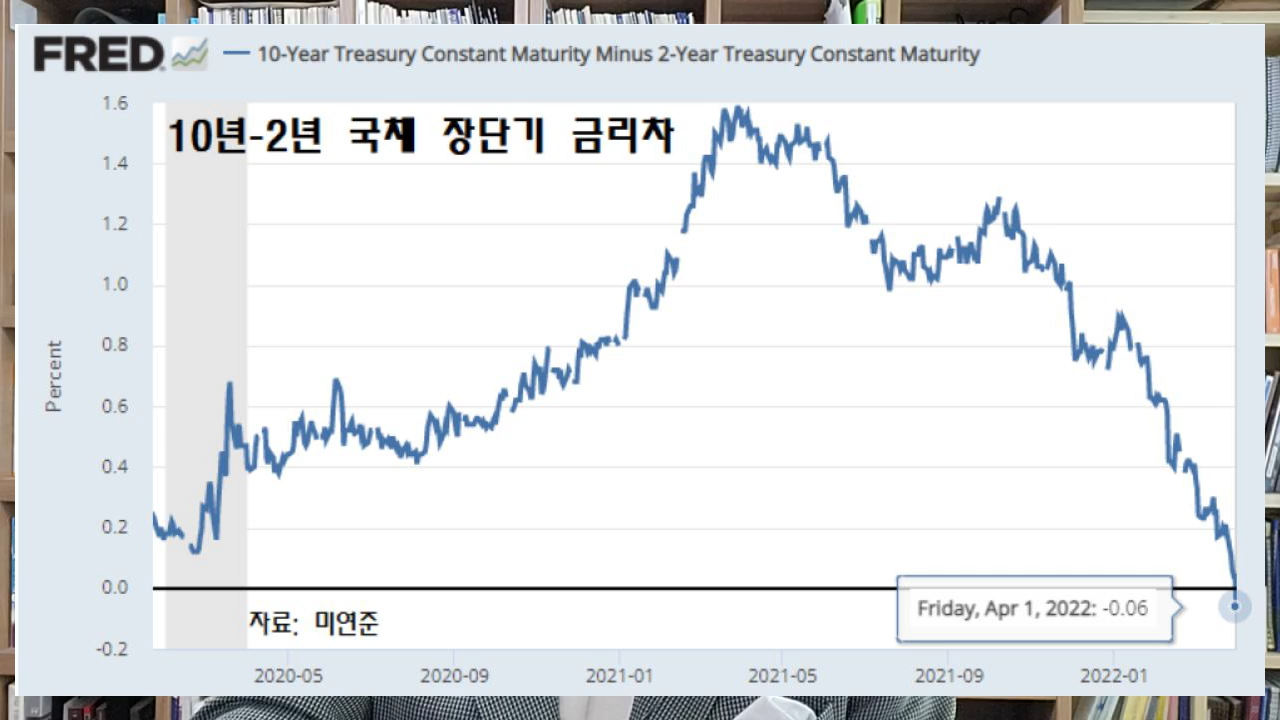 FRED
10-Year Treasury Constant Maturity Minus 2-Year Treasury Constant Maturity
10년-2년 국채 장단기 금리차
1.6
1.4
1.2
1.0
0.8
0.6
0.4
0.2
0.0
-0.2
Percent
자료: 미연준
Friday, Apr 1, 2022: -0.06
2020-05
2020-09
2021-01
2021-05
2021-09
2022-01